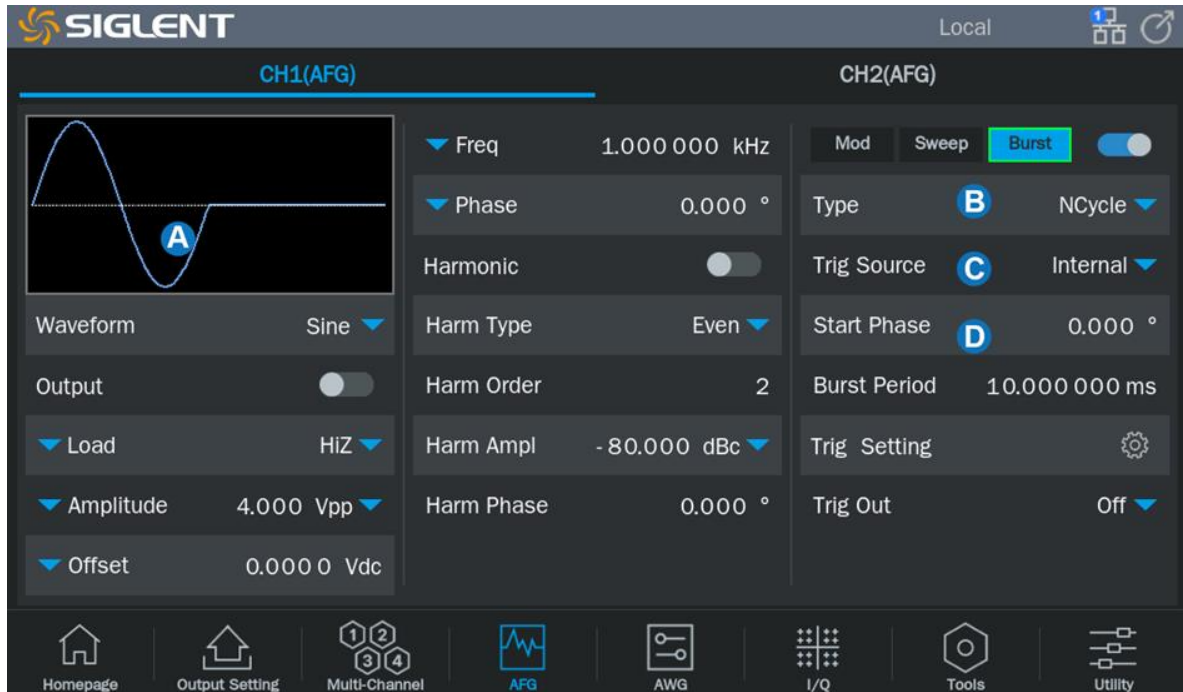 SIGLENT
Local
1
CH1(AFG)
CH2(AFG)
A
Waveform Sine
Output
Load HiZ
Amplitude 4.000 Vpp
Offset 0.0000 Vdc
Freq 1.000 000 kHz
Phase 0.000 °
Harmonic
Harm Type Even
Harm Order 2
Harm Ampl -80.000 dBc
Harm Phase 0.000 °
Mod Sweep Burst
Type B NCycle
Trig Source C Internal
Start Phase D 0.000 °
Burst Period 10.000 000 ms
Trig Setting
Trig Out Off
1 2
3 4
Homepage Output Setting Multi-Channel AFG AWG I/Q Tools Utility